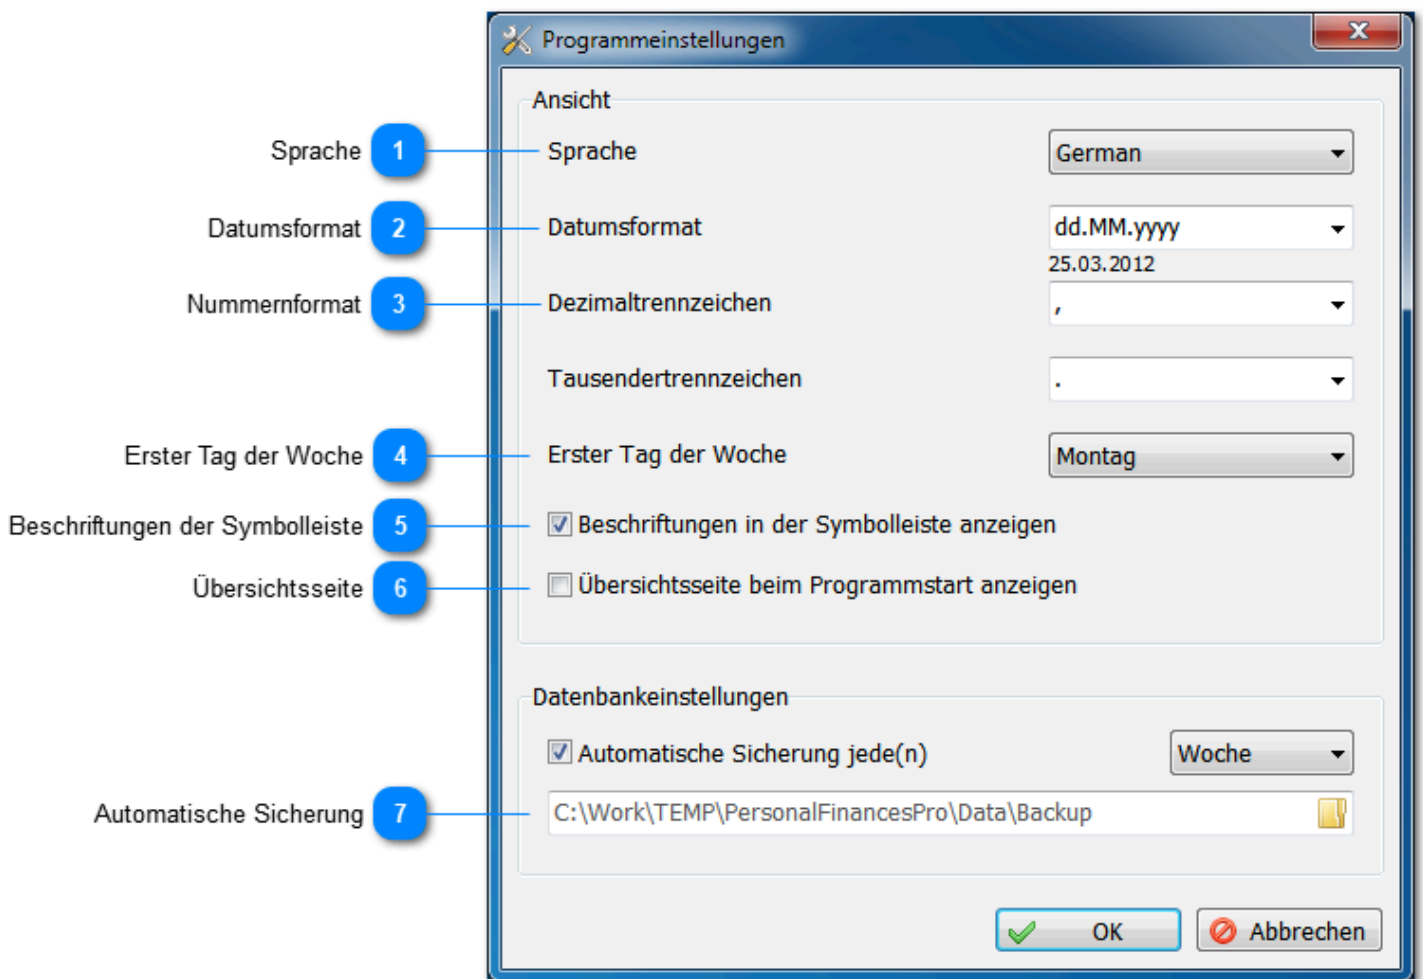 Programmeinstellungen
Ansicht
Sprache 1 Sprache German
Datumsformat 2 Datumsformat dd.MM.yyyy
25.03.2012
Nummernformat 3 Dezimaltrennzeichen ,
Tausendertrennzeichen .
Erster Tag der Woche 4 Erster Tag der Woche Montag
Beschriftungen der Symbolleiste 5 Beschriftungen in der Symbolleiste anzeigen
Übersichtsseite 6 Übersichtsseite beim Programmstart anzeigen
Datenbankeinstellungen
Automatische Sicherung jede(n) Woche
Automatische Sicherung 7 C:\Work\TEMP\PersonalFinancesPro\Data\Backup
OK Abbrechen